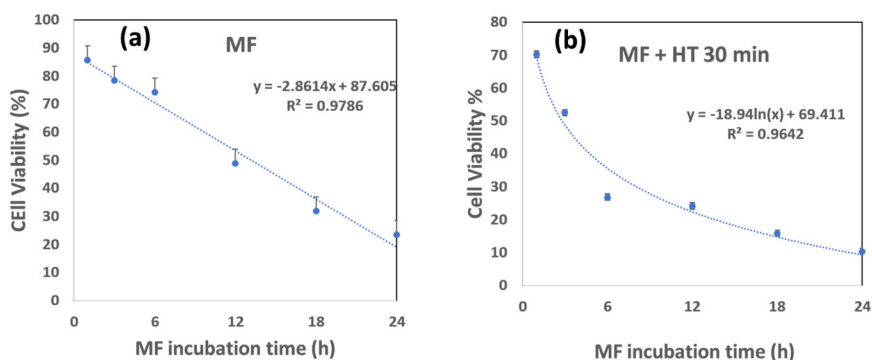 (a)
MF
y = -2.8614x + 87.605
R² = 0.9786
CEll Viability (%)
100
90
80
70
60
50
40
30
20
10
0
0 6 12 18 24
MF incubation time (h)
(b)
MF + HT 30 min
y = -18.94ln(x) + 69.411
R² = 0.9642
Cell Viability %
80
70
60
50
40
30
20
10
0
0 6 12 18 24
MF incubation time (h)